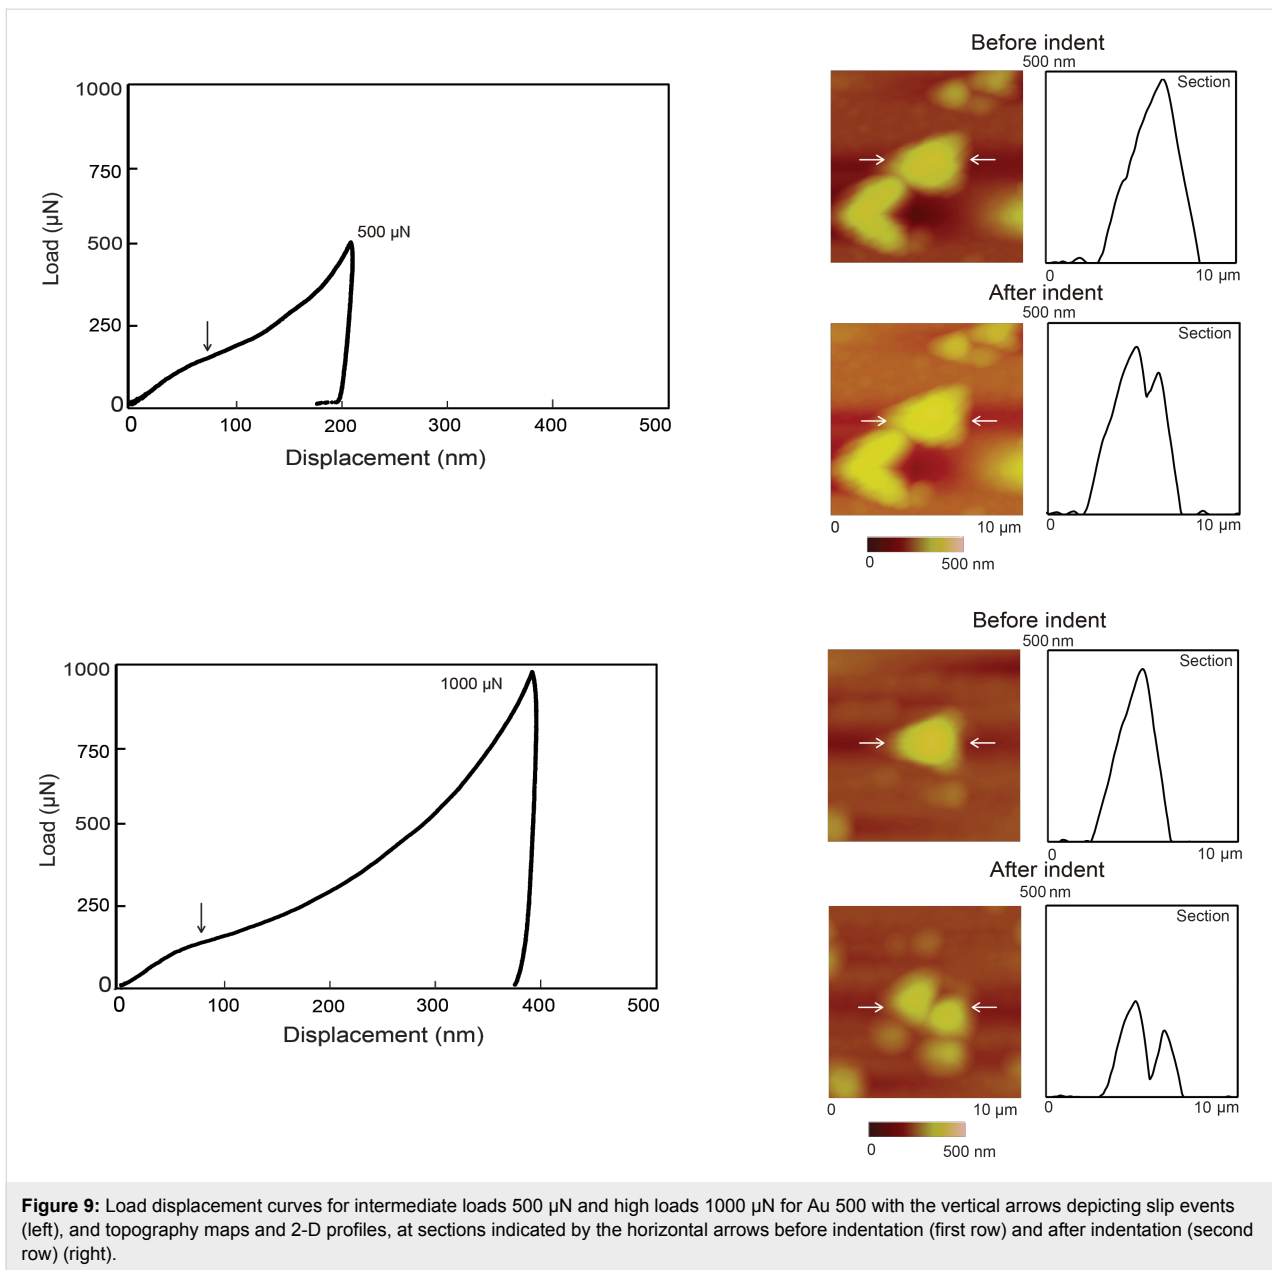 Before indent
500 nm
Section
0
10 µm
1000
750
500
250
0
Load (µN)
500 µN
0
100
200
300
400
500
Displacement (nm)
After indent
500 nm
Section
0
10 µm
0
10 µm
0
500 nm
Before indent
500 nm
Section
0
10 µm
1000
750
500
250
0
Load (µN)
1000 µN
0
100
200
300
400
500
Displacement (nm)
After indent
500 nm
Section
0
10 µm
0
10 µm
0
500 nm
Figure 9: Load displacement curves for intermediate loads 500 µN and high loads 1000 µN for Au 500 with the vertical arrows depicting slip events
(left), and topography maps and 2-D profiles, at sections indicated by the horizontal arrows before indentation (first row) and after indentation (second
row) (right).